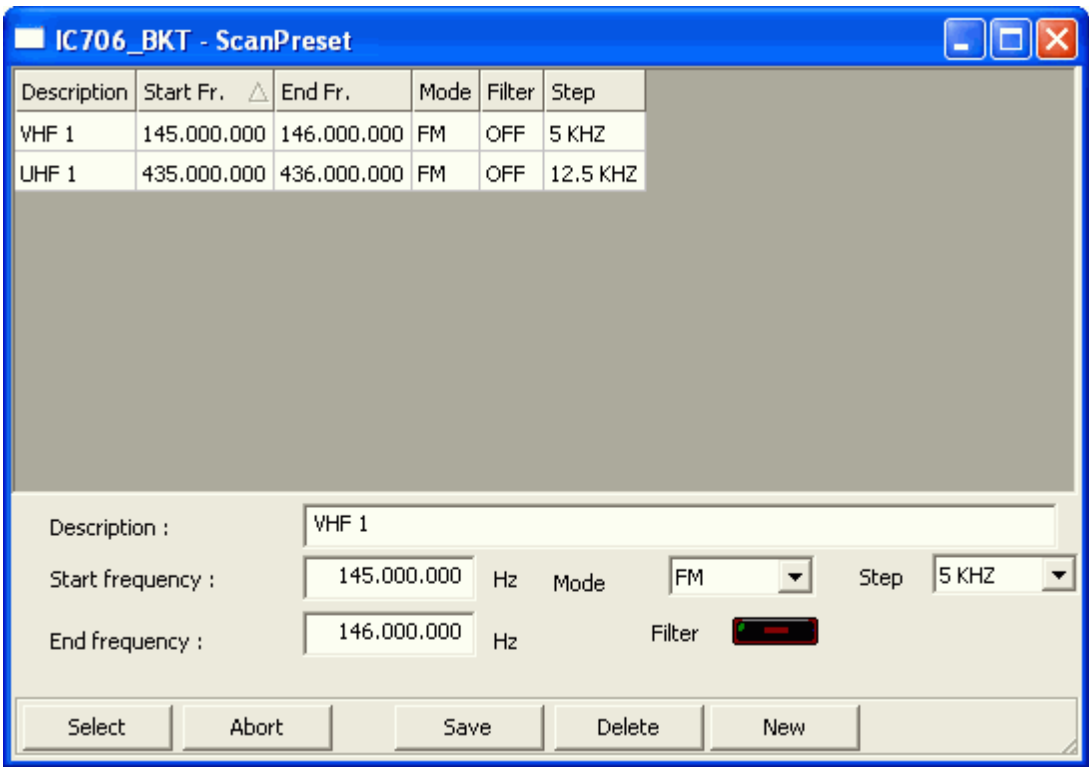 IC706_BKT - ScanPreset
Description Start Fr. End Fr. Mode Filter Step
VHF 1 145.000.000 146.000.000 FM OFF 5 KHZ
UHF 1 435.000.000 436.000.000 FM OFF 12.5 KHZ
Description : VHF 1
Start frequency : 145.000.000 Hz Mode FM Step 5 KHZ
End frequency : 146.000.000 Hz Filter
Select Abort Save Delete New